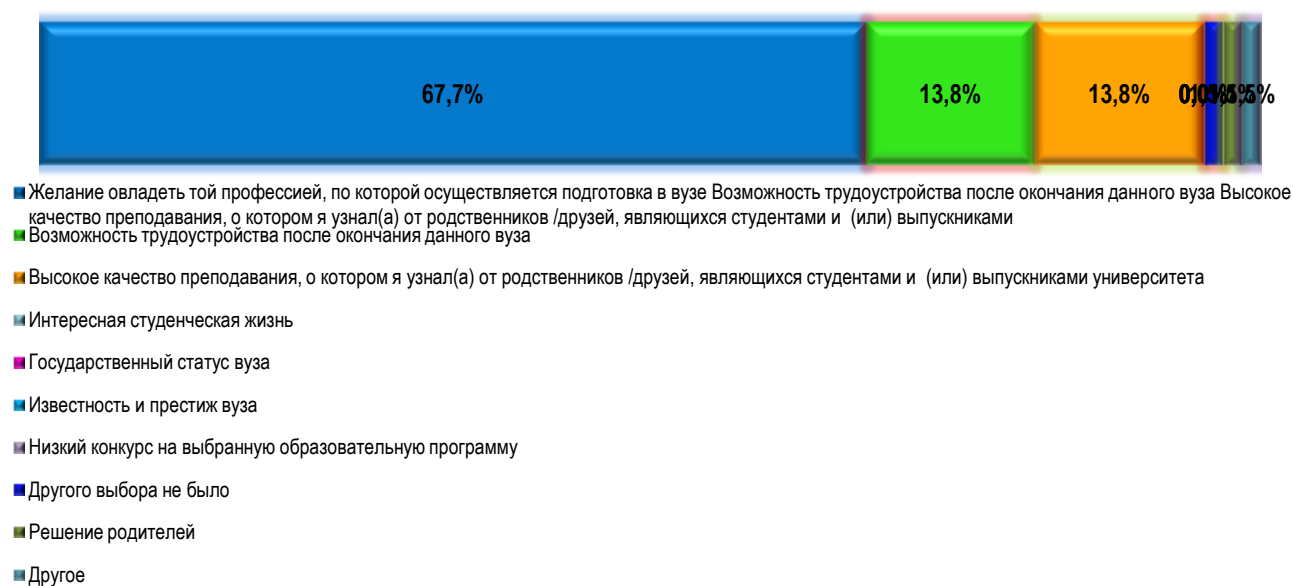 67,7% 13,8% 13,8%
Желание овладеть той профессией, по которой осуществляется подготовка в вузе Возможность трудоустройства после окончания данного вуза Высокое
качество преподавания, о котором я узнал(а) от родственников /друзей, являющихся студентами и (или) выпускниками
Возможность трудоустройства после окончания данного вуза
Высокое качество преподавания, о котором я узнал(а) от родственников /друзей, являющихся студентами и (или) выпускниками университета
Интересная студенческая жизнь
Государственный статус вуза
Известность и престиж вуза
Низкий конкурс на выбранную образовательную программу
Другого выбора не было
Решение родителей
Другое